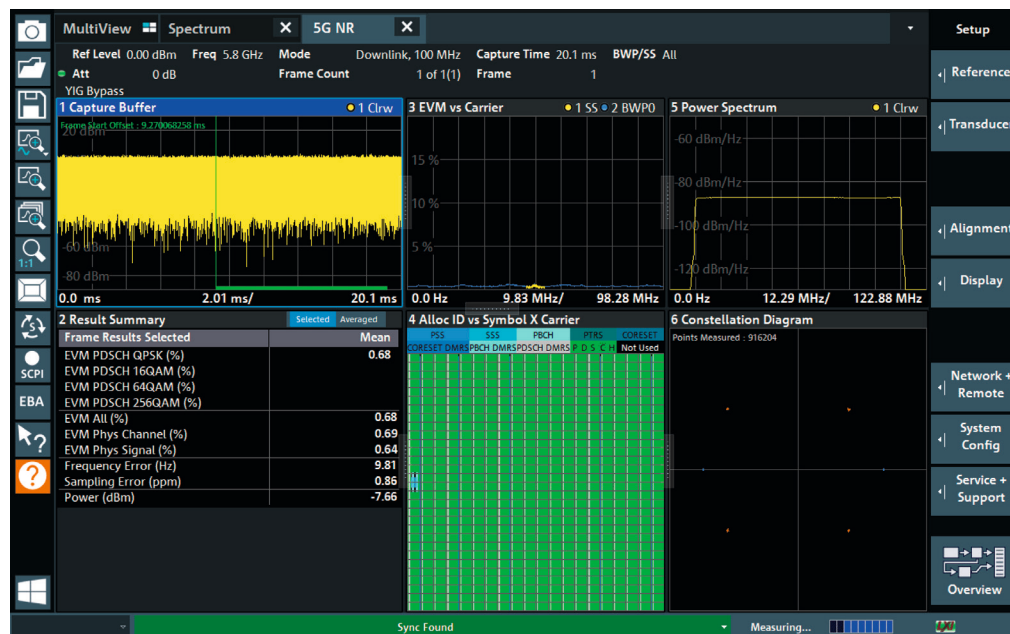 MultiView Spectrum X 5G NR X Setup
Ref Level 0.00 dBm Freq 5.8 GHz Mode Downlink, 100 MHz Capture Time 20.1 ms BWP/SS All
Att 0 dB Frame Count 1 of 1(1) Frame 1
YIG Bypass
1 Capture Buffer 1 Clrw
Frame Start Offset : 9.270068258 ms
20 dBm
-60 dBm
-80 dBm
0.0 ms 2.01 ms/ 20.1 ms
3 EVM vs Carrier 1 SS 2 BWP0
15 %
10 %
5 %
0.0 Hz 9.83 MHz/ 98.28 MHz
5 Power Spectrum 1 Clrw
-60 dBm/Hz
-80 dBm/Hz
-100 dBm/Hz
-120 dBm/Hz
0.0 Hz 12.29 MHz/ 122.88 MHz
2 Result Summary Selected Averaged
Frame Results Selected Mean
EVM PDSCH QPSK (%) 0.68
EVM PDSCH 16QAM (%)
EVM PDSCH 64QAM (%)
EVM PDSCH 256QAM (%)
EVM All (%) 0.68
EVM Phys Channel (%) 0.69
EVM Phys Signal (%) 0.64
Frequency Error (Hz) 9.81
Sampling Error (ppm) 0.86
Power (dBm) -7.66
4 Alloc ID vs Symbol X Carrier
PSS SSS PBCH PTRS CORESET
CORESET DMRS PBCH DMRS PDSCH DMRS P D S C H Not Used
6 Constellation Diagram
Points Measured : 916204
Reference
Transducer
Alignment
Display
Network +
Remote
System
Config
Service +
Support
Overview
1:1
SCPI
EBA
Sync Found Measuring...